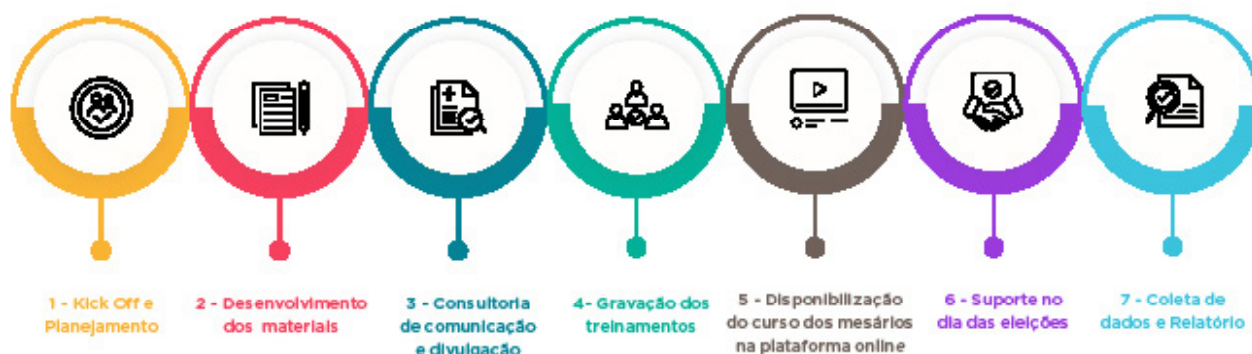 1 - Kick Off e
Planejamento
2 - Desenvolvimento
dos materiais
3 - Consultoria
de comunicação
e divulgação
4- Gravação dos
treinamentos
5 - Disponibilização
do curso dos mesários
na plataforma online
6 - Suporte no
dia das eleições
7 - Coleta de
dados e Relatório